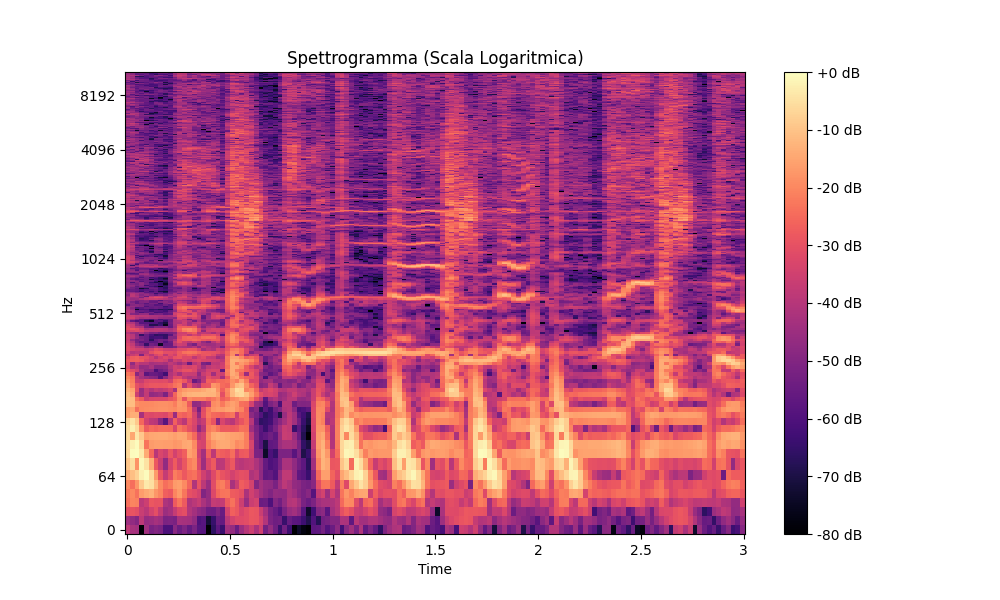 Spettrogramma (Scala Logaritmica)
Hz
8192
4096
2048
1024
512
256
128
64
0
0
0.5
1
1.5
2
2.5
3
Time
+0 dB
-10 dB
-20 dB
-30 dB
-40 dB
-50 dB
-60 dB
-70 dB
-80 dB